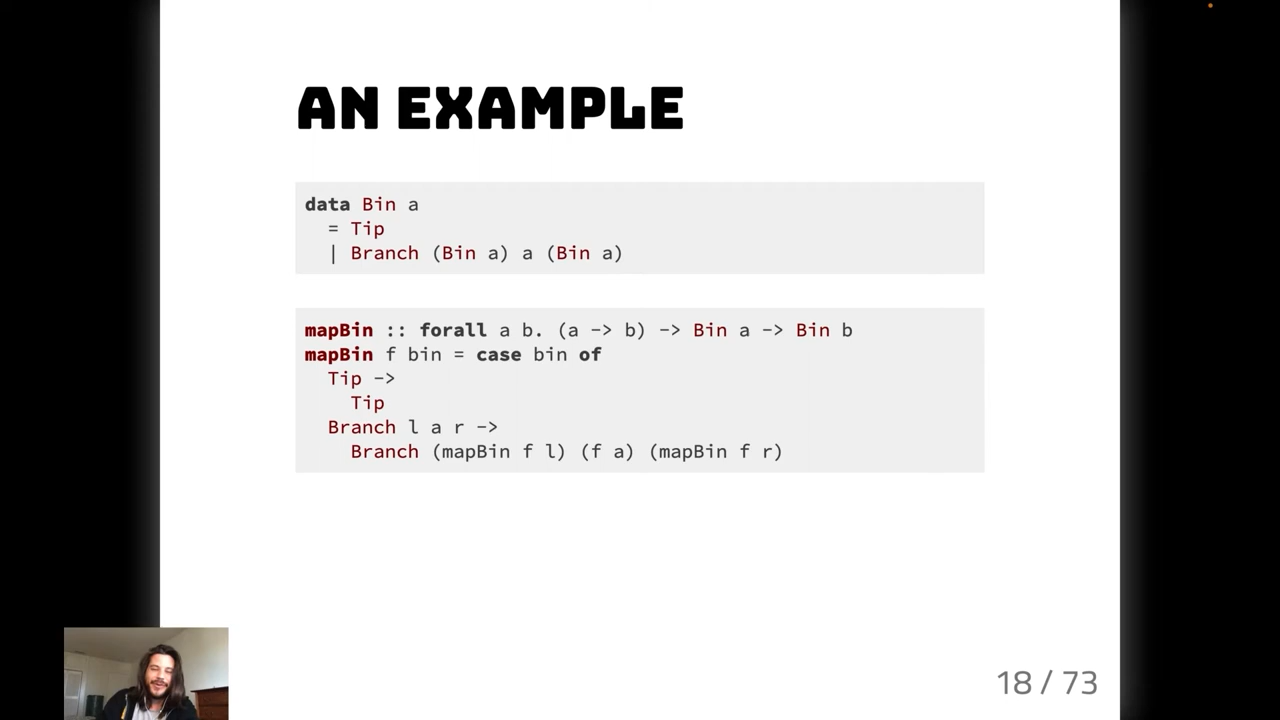 AN EXAMPLE
data Bin a
  = Tip
  | Branch (Bin a) a (Bin a)
mapBin :: forall a b. (a -> b) -> Bin a -> Bin b
mapBin f bin = case bin of
  Tip ->
    Tip
  Branch l a r ->
    Branch (mapBin f l) (f a) (mapBin f r)
18 / 73